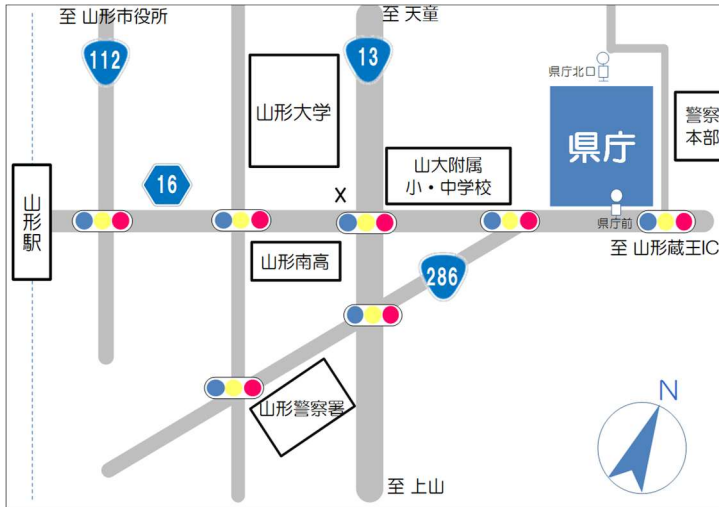 至 山形市役所
至 天童
112
13
県庁北口
山形大学
県庁
警察
本部
山大附属
小・中学校
16
X
山形駅
県庁前
山形南高
至 山形蔵王IC
286
山形警察署
N
至 上山